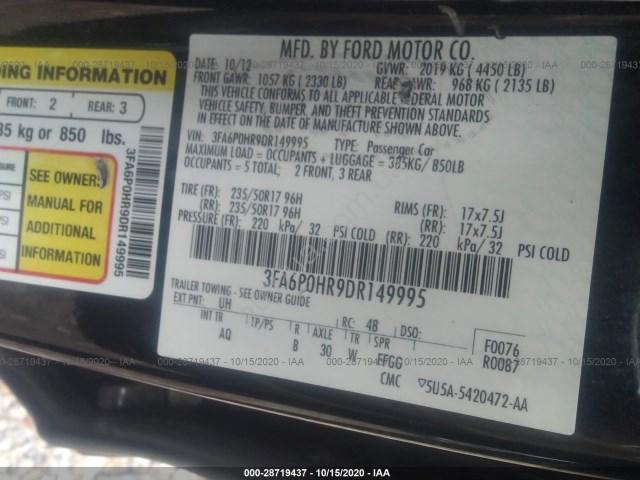 MFD. BY FORD MOTOR CO.
DATE: 10/12 GVWR: 2019 KG (4450 LB)
FRONT GAWR: 1057 KG (2330 LB) REAR GAWR: 968 KG (2135 LB)
THIS VEHICLE CONFORMS TO ALL APPLICABLE FEDERAL MOTOR
VEHICLE SAFETY, BUMPER, AND THEFT PREVENTION STANDARDS
IN EFFECT ON THE DATE OF MANUFACTURE SHOWN ABOVE.
VIN: 3FA6P0HR9DR149995 TYPE: Passenger Car
MAXIMUM LOAD = OCCUPANTS + LUGGAGE = 385KG/ 850LB
OCCUPANTS = 5 TOTAL: 2 FRONT, 3 REAR
TIRE (FR): 235/50R17 96H RIMS (FR): 17x7.5J
(RR): 235/50R17 96H (RR): 17x7.5J
PRESSURE (FR): 220 kPa/ 32 PSI COLD (RR): 220 kPa/ 32 PSI COLD
3FA6P0HR9DR149995
TRAILER TOWING - SEE OWNER GUIDE
EXT PNT: UH RC: 48 DSO:
INT TR TP/PS R AXLE TR SPR F0076
AQ B 30 W FFGG R0087
CMC 5U5A-5420472-AA
DING INFORMATION
FRONT: 2 REAR: 3
85 kg or 850 lbs.
SEE OWNERS
MANUAL FOR
ADDITIONAL
INFORMATION
3FA6P0HR9DR149995
000-28719437 - 10/15/2020 - IAA